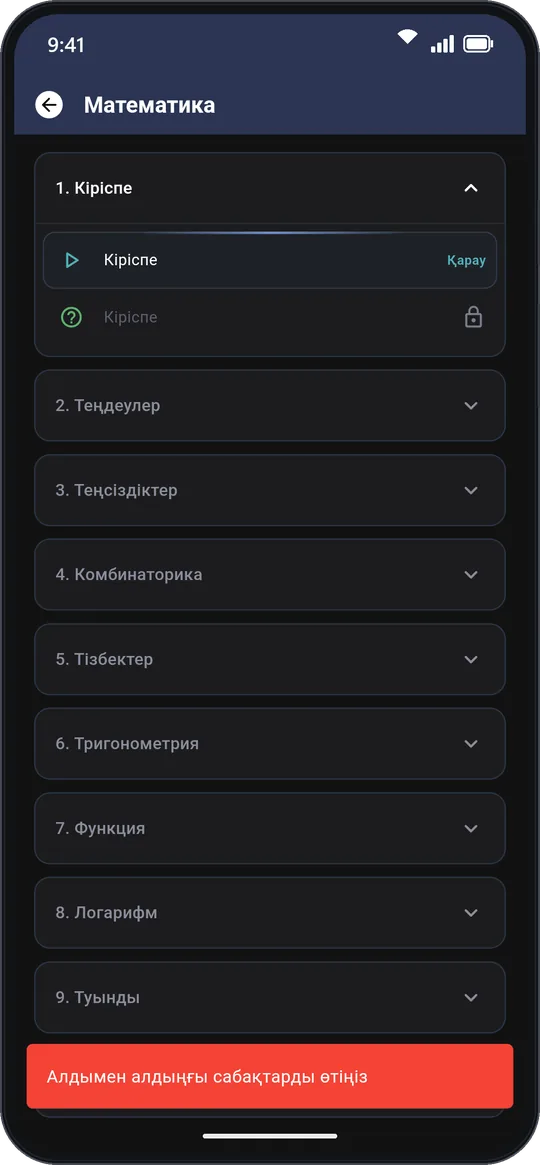 9:41
Математика
1. Кіріспе
Кіріспе
Қарау
Кіріспе
2. Теңдеулер
3. Теңсіздіктер
4. Комбинаторика
5. Тізбектер
6. Тригонометрия
7. Функция
8. Логарифм
9. Туынды
Алдымен алдыңғы сабақтарды өтіңіз